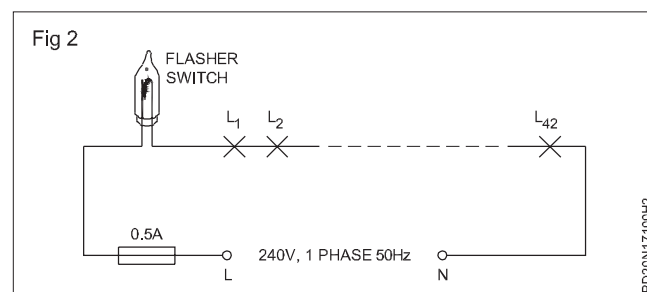 Fig 2
FLASHER
SWITCH
L1
L2
L42
0.5A
L
240V, 1 PHASE 50Hz
N